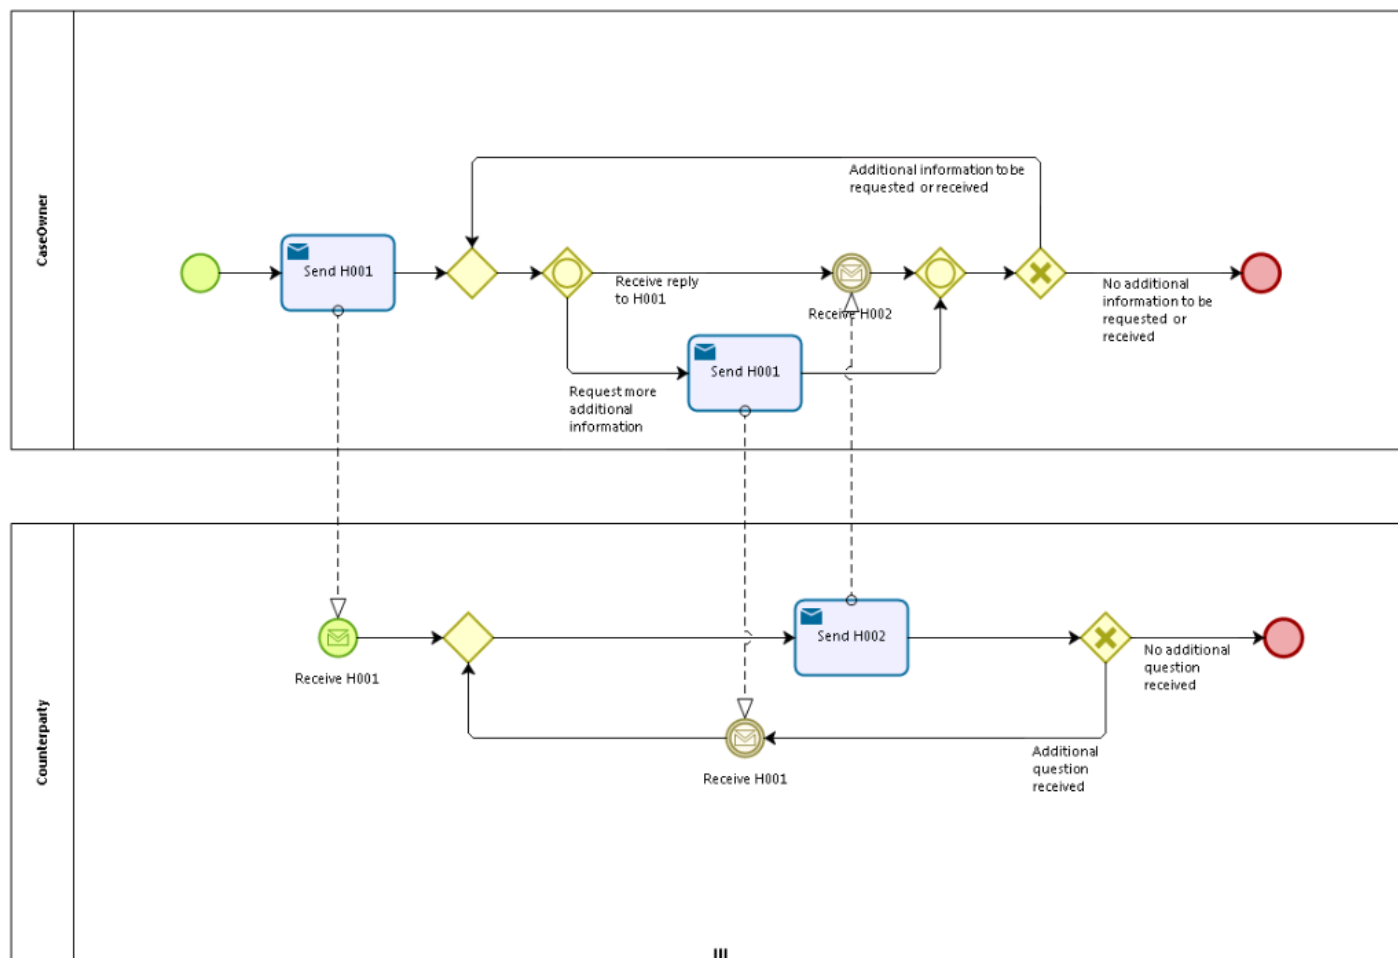 CaseOwner
Send H001
Additional information to be
requested or received
Receive reply
to H001
Receive H002
No additional
information to be
requested or
received
Send H001
Request more
additional
information
Counterparty
Receive H001
Send H002
No additional
question
received
Receive H001
Additional
question
received